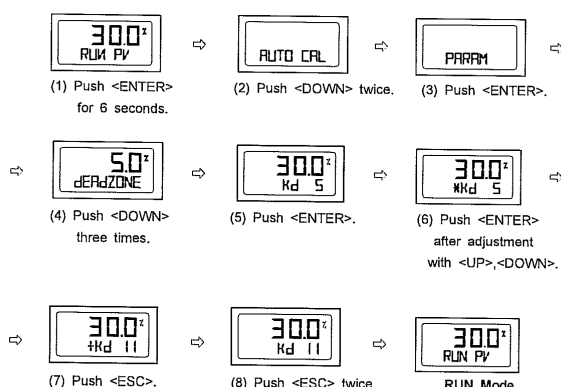 30.0%
RUN PV
(1) Push <ENTER>
for 6 seconds.
AUTO CAL
(2) Push <DOWN> twice.
PARAM
(3) Push <ENTER>.
5.0%
dEAdZONE
(4) Push <DOWN>
three times.
30.0%
Kd 5
(5) Push <ENTER>.
30.0%
*Kd 5
(6) Push <ENTER>
after adjustment
with <UP>,<DOWN>.
30.0%
+Kd 11
(7) Push <ESC>.
30.0%
Kd 11
(8) Push <ESC> twice.
30.0%
RUN PV
RUN Mode